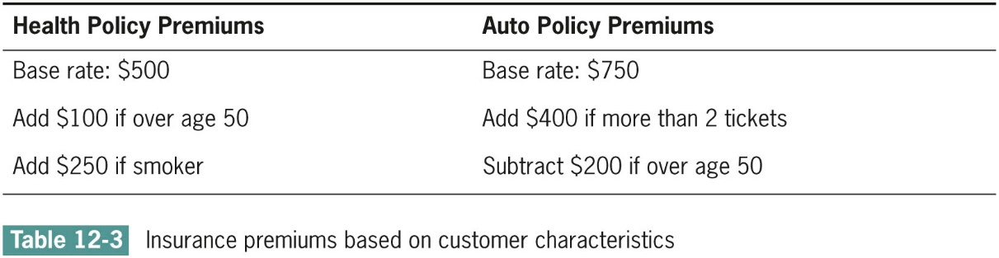 Health Policy Premiums Auto Policy Premiums
Base rate: $500 Base rate: $750
Add $100 if over age 50 Add $400 if more than 2 tickets
Add $250 if smoker Subtract $200 if over age 50
Table 12-3 Insurance premiums based on customer characteristics